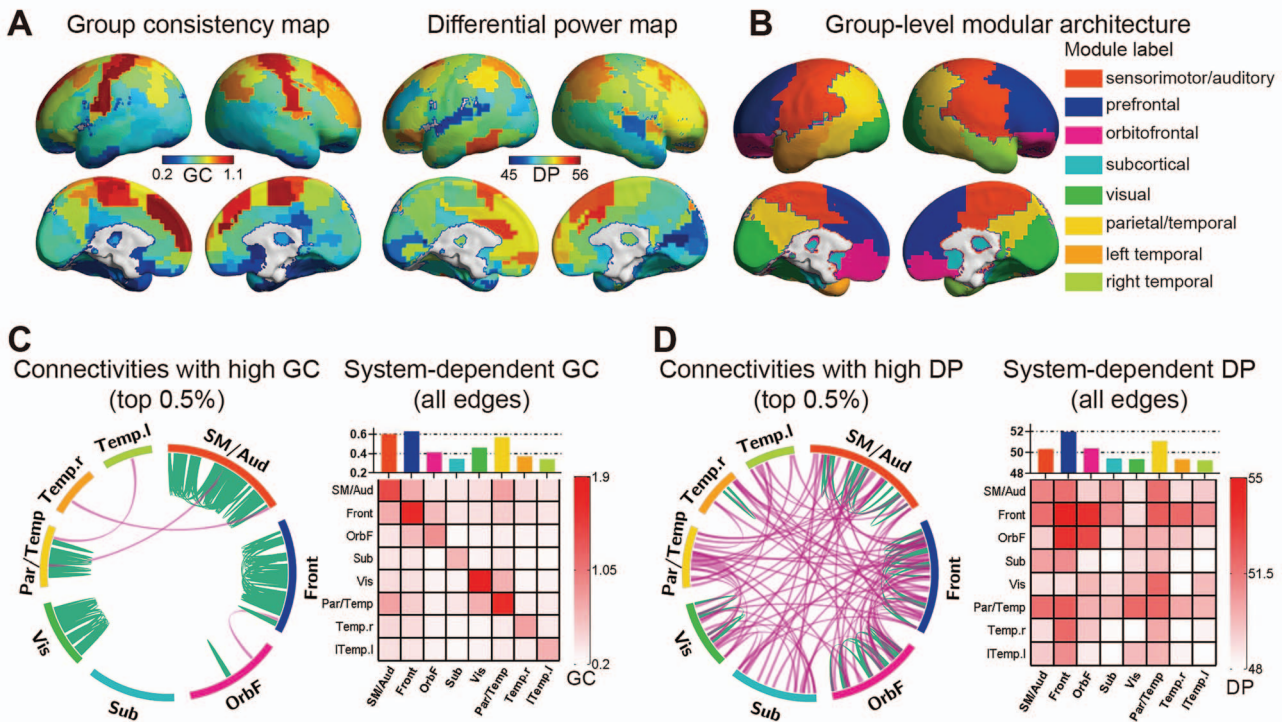 A
Group consistency map
Differential power map
0.2 GC 1.1
45 DP 56
B
Group-level modular architecture
Module label
sensorimotor/auditory
prefrontal
orbitofrontal
subcortical
visual
parietal/temporal
left temporal
right temporal
C
Connectivities with high GC
(top 0.5%)
Temp.l
SM/Aud
Temp.r
Par/Temp
Front
Vis
Sub
OrbF
System-dependent GC
(all edges)
0.6
0.4
0.2
SM/Aud
Front
OrbF
Sub
Vis
Par/Temp
Temp.r
lTemp.l
SM/Aud
Front
OrbF
Sub
Vis
Par/Temp
Temp.r
lTemp.l
1.9
1.05
0.2
GC
D
Connectivities with high DP
(top 0.5%)
Temp.l
SM/Aud
Temp.r
Par/Temp
Front
Vis
Sub
OrbF
System-dependent DP
(all edges)
52
50
48
SM/Aud
Front
OrbF
Sub
Vis
Par/Temp
Temp.r
lTemp.l
SM/Aud
Front
OrbF
Sub
Vis
Par/Temp
Temp.r
lTemp.l
55
51.5
48
DP